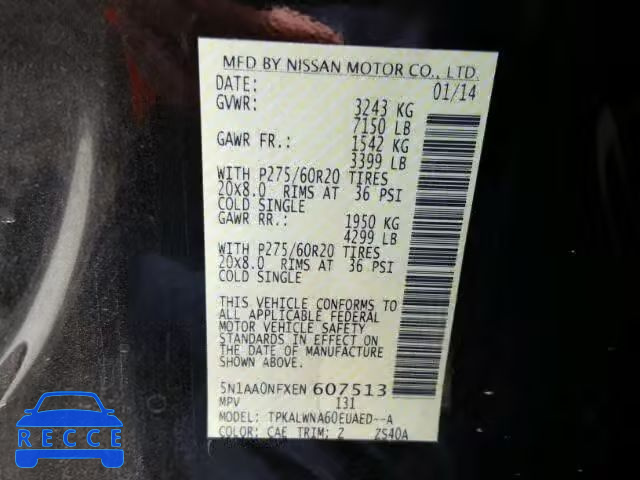 MFD BY NISSAN MOTOR CO., LTD.
DATE: 01/14
GVWR: 3243 KG
7150 LB
GAWR FR.: 1542 KG
3399 LB
WITH P275/60R20 TIRES
20x8.0 RIMS AT 36 PSI
COLD SINGLE
GAWR RR.: 1950 KG
4299 LB
WITH P275/60R20 TIRES
20x8.0 RIMS AT 36 PSI
COLD SINGLE
THIS VEHICLE CONFORMS TO
ALL APPLICABLE FEDERAL
MOTOR VEHICLE SAFETY
STANDARDS IN EFFECT ON
THE DATE OF MANUFACTURE
SHOWN ABOVE.
5N1AA0NFXEN 607513
MPV 131
MODEL: TPKALWNA60EUAED--A
COLOR: CAE TRIM: Z ZS40A
RECCE